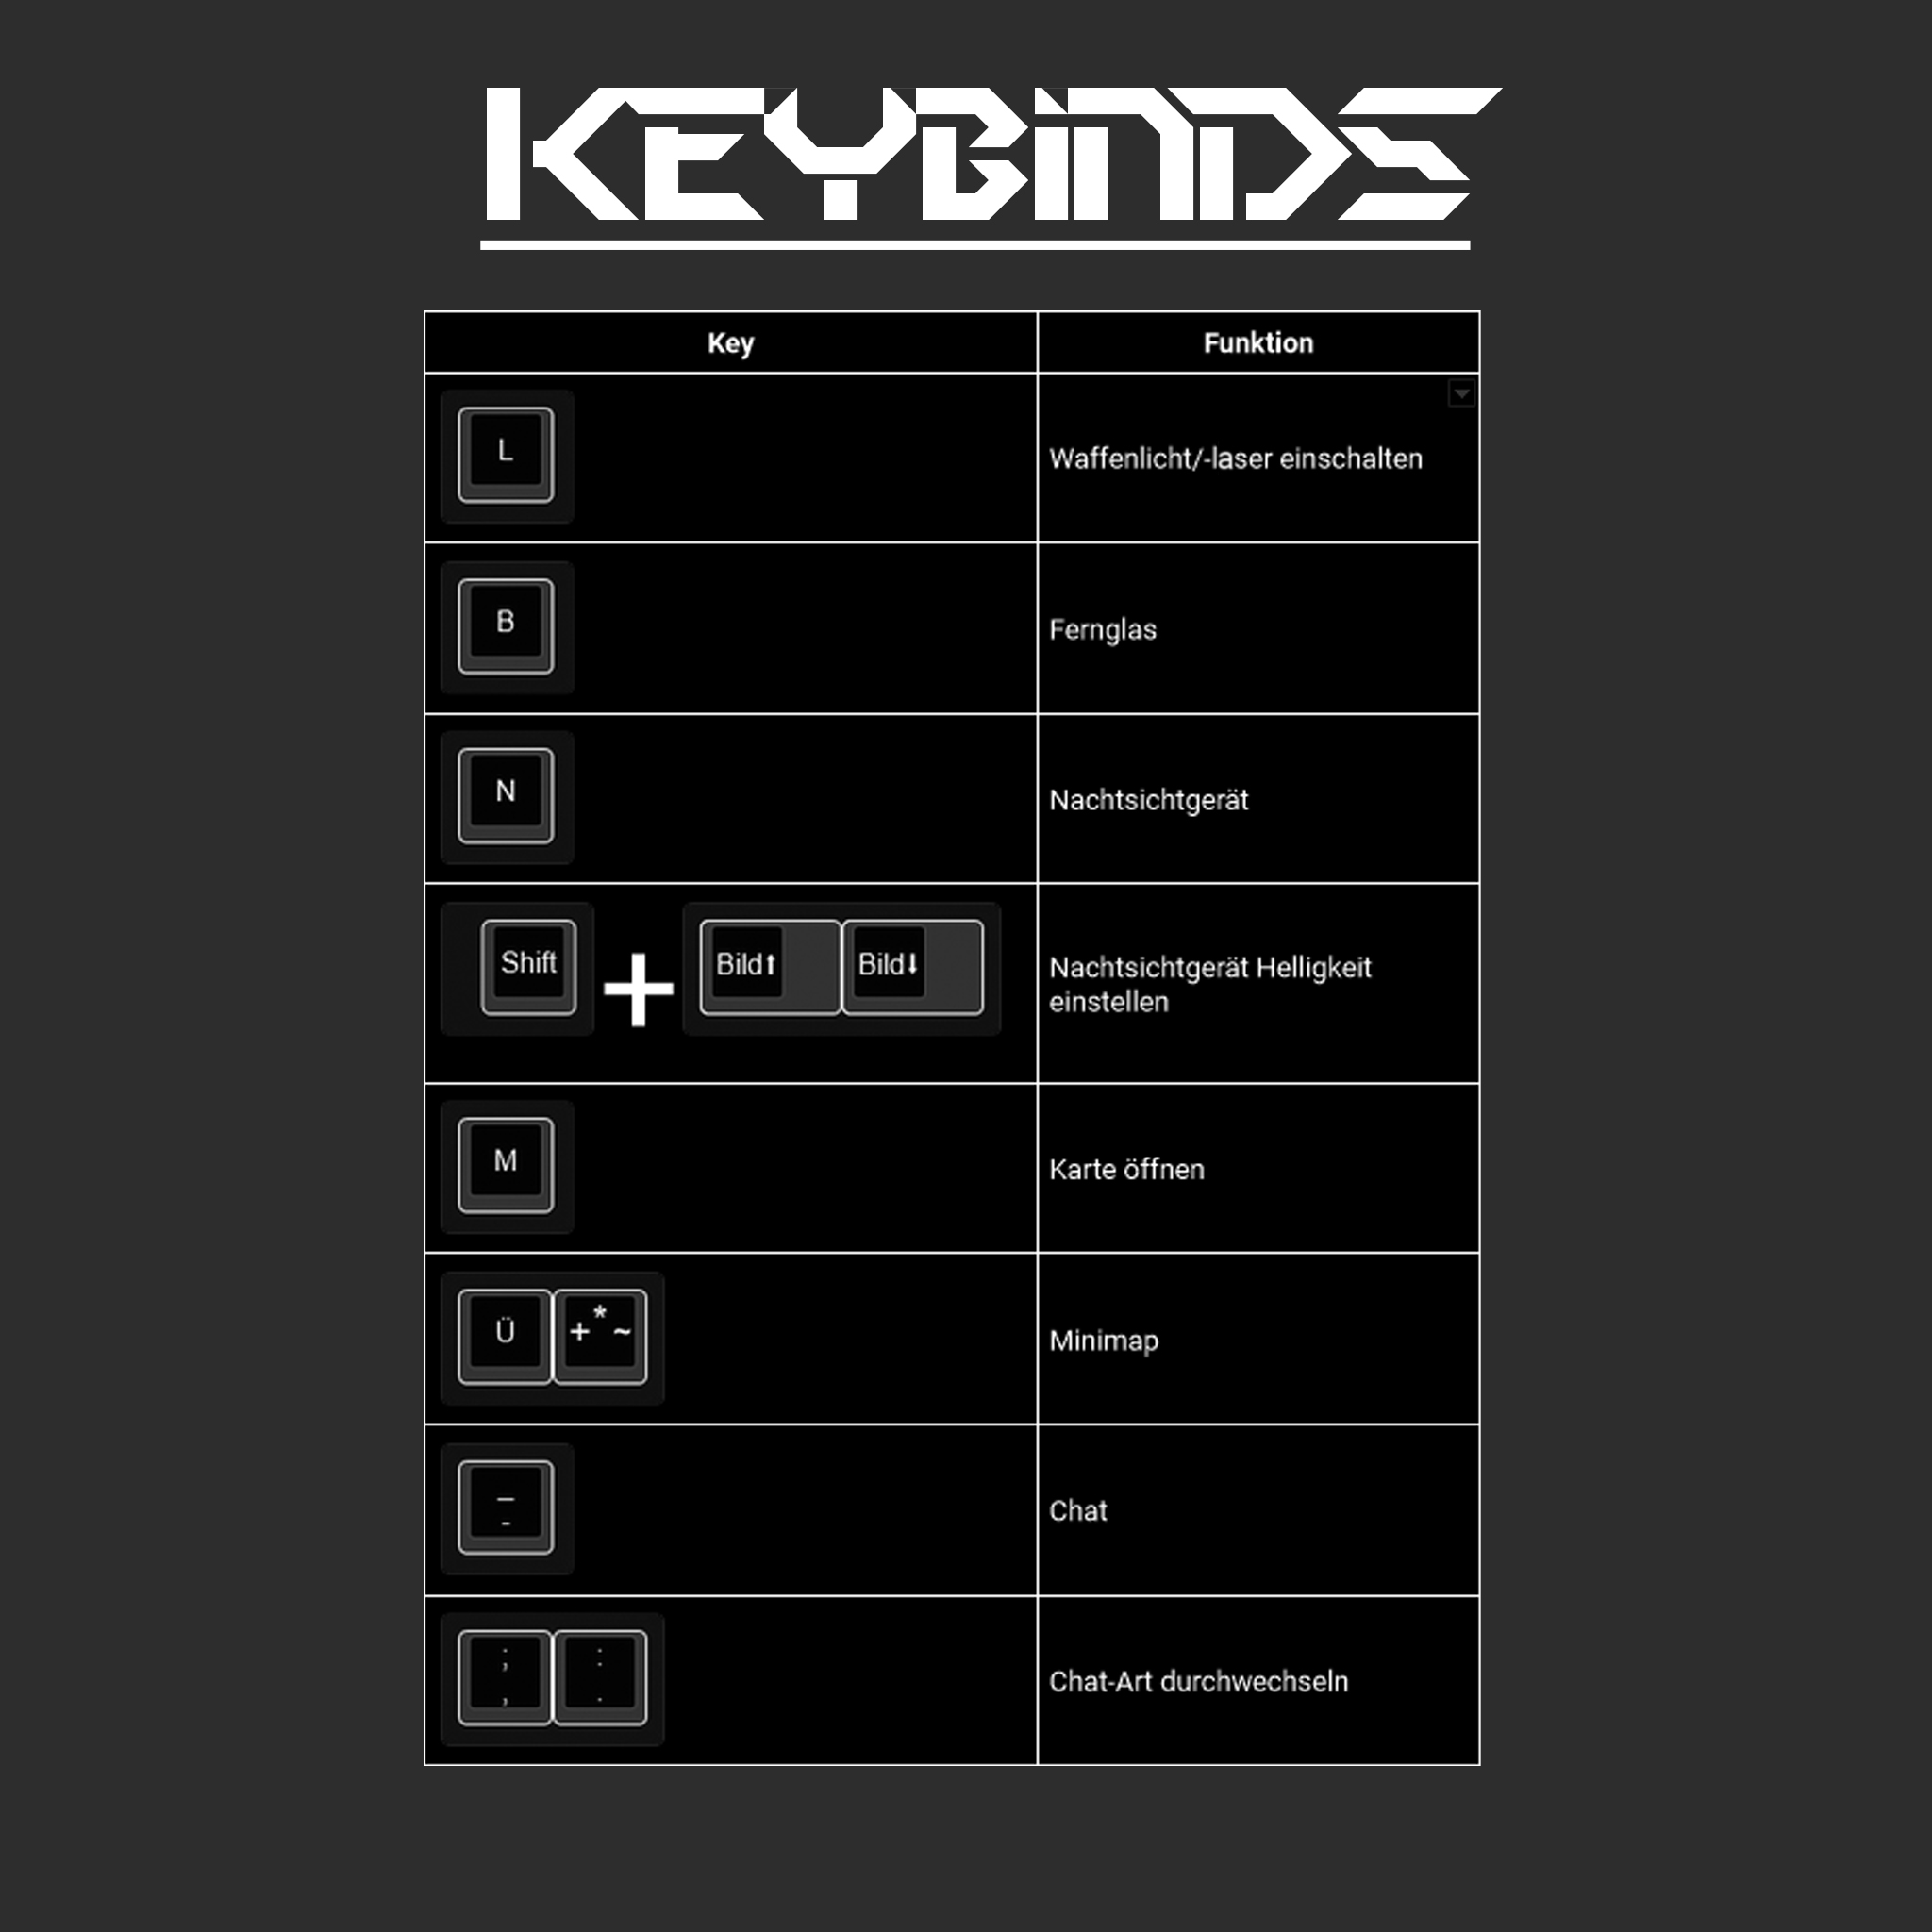 KEYBINDS
Key Funktion
L Waffenlicht/-laser einschalten
B Fernglas
N Nachtsichtgerät
Shift + Bild↑ Bild↓ Nachtsichtgerät Helligkeit
einstellen
M Karte öffnen
Ü + * ~ Minimap
_ - Chat
; , : . Chat-Art durchwechseln